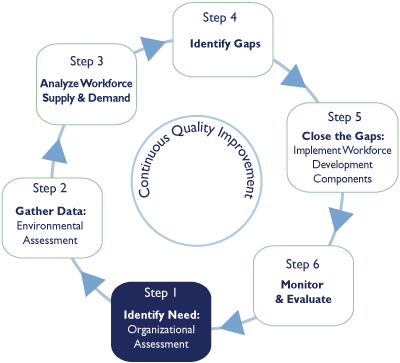 Step 1
Identify Need:
Organizational
Assessment
Step 2
Gather Data:
Environmental
Assessment
Step 3
Analyze Workforce
Supply & Demand
Step 4
Identify Gaps
Step 5
Close the Gaps:
Implement Workforce
Development
Components
Step 6
Monitor
& Evaluate
Continuous Quality Improvement